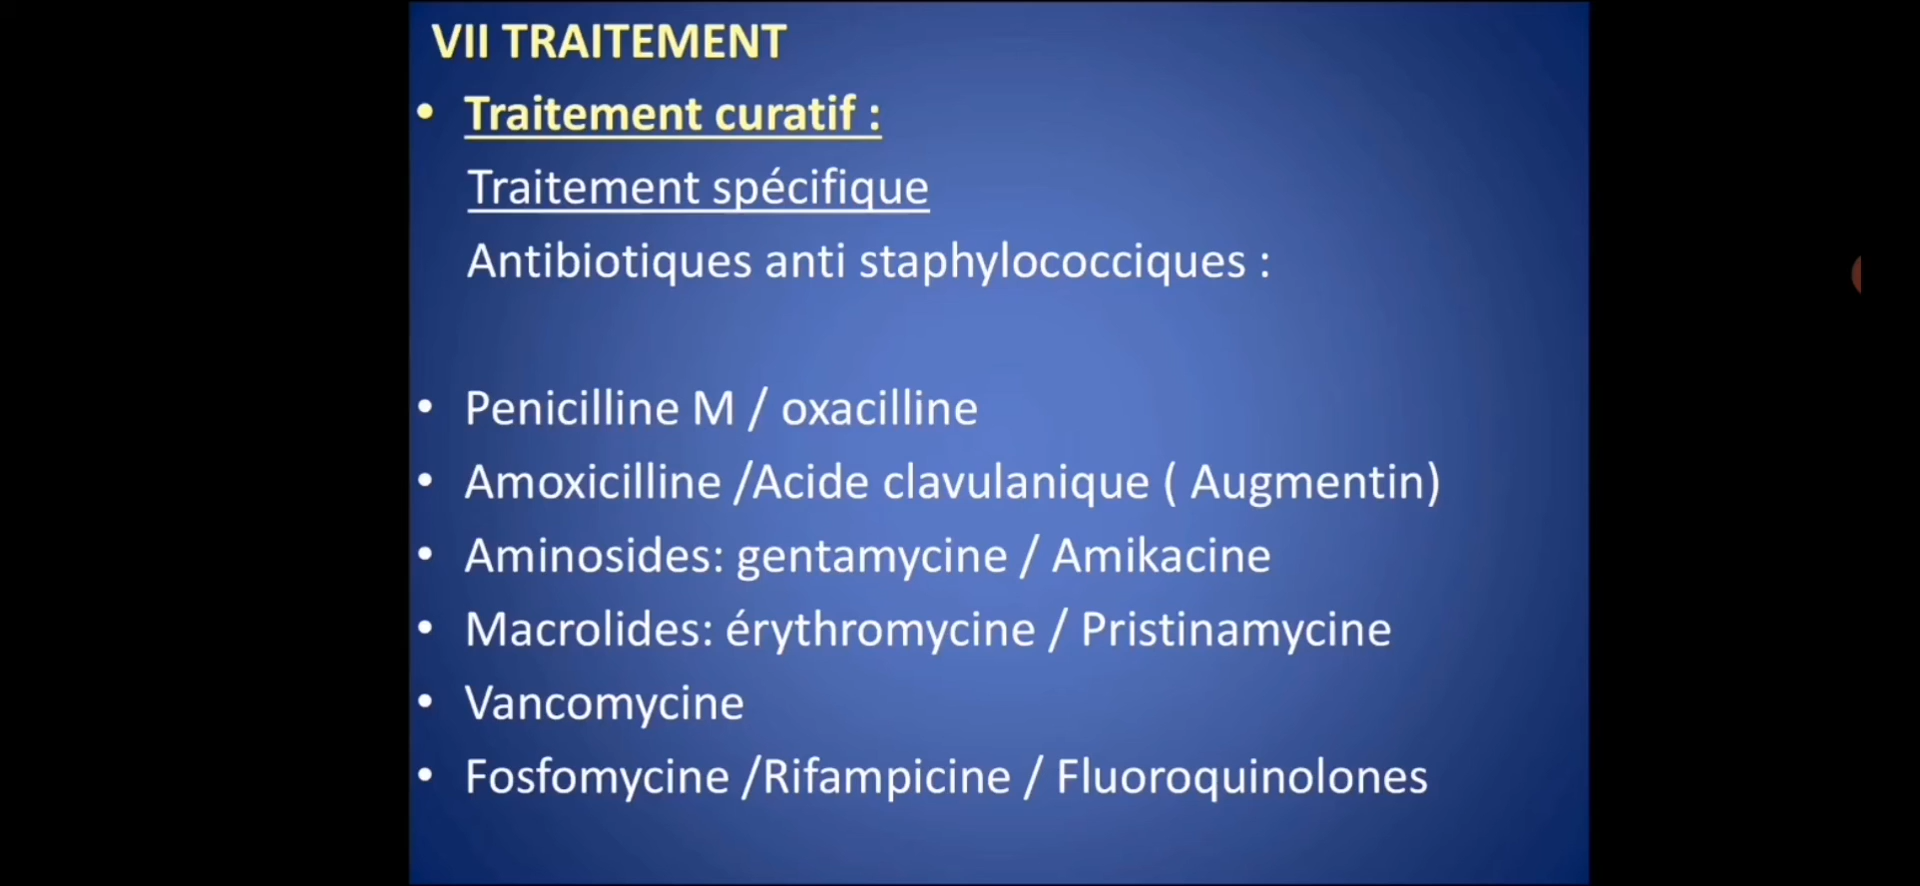 VII TRAITEMENT
• Traitement curatif :
Traitement spécifique
Antibiotiques anti staphylococciques :
• Penicilline M / oxacilline
• Amoxicilline /Acide clavulanique ( Augmentin)
• Aminosides: gentamycine / Amikacine
• Macrolides: érythromycine / Pristinamycine
• Vancomycine
• Fosfomycine /Rifampicine / Fluoroquinolones